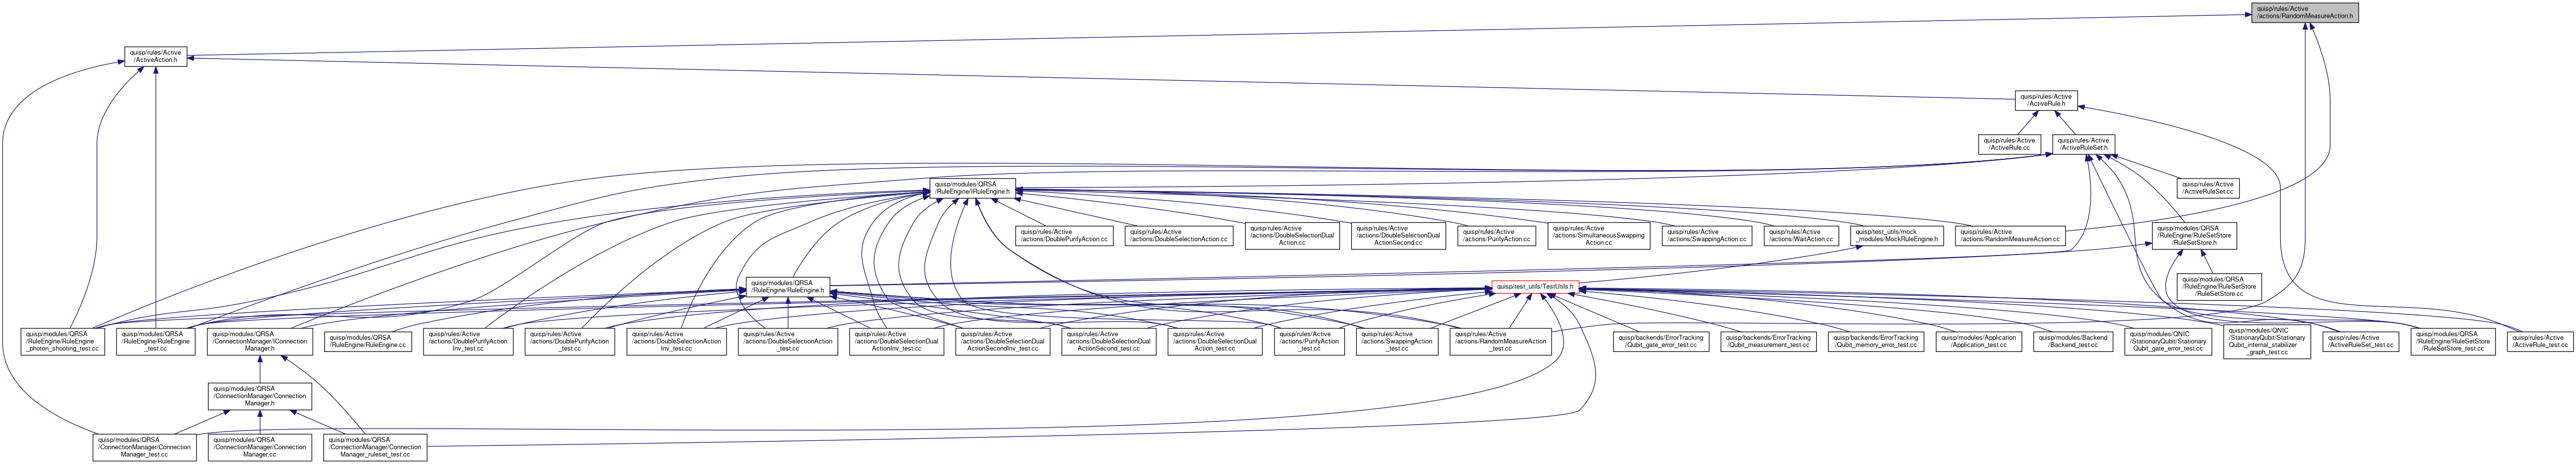 quisp/rules/Active
/actions/RandomMeasureAction.h
quisp/rules/Active
/ActiveAction.h
quisp/rules/Active
/ActiveRule.h
quisp/rules/Active
/ActiveRule.cc
quisp/rules/Active
/ActiveRuleSet.h
quisp/modules/QRSA
/RuleEngine/IRuleEngine.h
quisp/rules/Active
/ActiveRuleSet.cc
quisp/rules/Active
/actions/DoublePurifyAction.cc
quisp/rules/Active
/actions/DoubleSelectionAction.cc
quisp/rules/Active
/actions/DoubleSelectionDual
Action.cc
quisp/rules/Active
/actions/DoubleSelectionDual
ActionSecond.cc
quisp/rules/Active
/actions/PurifyAction.cc
quisp/rules/Active
/actions/SimultaneousSwapping
Action.cc
quisp/rules/Active
/actions/SwappingAction.cc
quisp/rules/Active
/actions/WaitAction.cc
quisp/test_utils/mock
_modules/MockRuleEngine.h
quisp/rules/Active
/actions/RandomMeasureAction.cc
quisp/modules/QRSA
/RuleEngine/RuleSetStore
/RuleSetStore.h
quisp/modules/QRSA
/RuleEngine/RuleEngine.h
quisp/test_utils/TestUtils.h
quisp/modules/QRSA
/RuleEngine/RuleSetStore
/RuleSetStore.cc
quisp/modules/QRSA
/RuleEngine/RuleEngine
_photon_shooting_test.cc
quisp/modules/QRSA
/RuleEngine/RuleEngine
_test.cc
quisp/modules/QRSA
/ConnectionManager/IConnection
Manager.h
quisp/modules/QRSA
/RuleEngine/RuleEngine.cc
quisp/rules/Active
/actions/DoublePurifyAction
Inv_test.cc
quisp/rules/Active
/actions/DoublePurifyAction
_test.cc
quisp/rules/Active
/actions/DoubleSelectionAction
Inv_test.cc
quisp/rules/Active
/actions/DoubleSelectionAction
_test.cc
quisp/rules/Active
/actions/DoubleSelectionDual
ActionInv_test.cc
quisp/rules/Active
/actions/DoubleSelectionDual
ActionSecondInv_test.cc
quisp/rules/Active
/actions/DoubleSelectionDual
ActionSecond_test.cc
quisp/rules/Active
/actions/DoubleSelectionDual
Action_test.cc
quisp/rules/Active
/actions/PurifyAction
_test.cc
quisp/rules/Active
/actions/SwappingAction
_test.cc
quisp/rules/Active
/actions/RandomMeasureAction
_test.cc
quisp/backends/ErrorTracking
/Qubit_gate_error_test.cc
quisp/backends/ErrorTracking
/Qubit_measurement_test.cc
quisp/backends/ErrorTracking
/Qubit_memory_error_test.cc
quisp/modules/Application
/Application_test.cc
quisp/modules/Backend
/Backend_test.cc
quisp/modules/QNIC
/StationaryQubit/Stationary
Qubit_gate_error_test.cc
quisp/modules/QNIC
/StationaryQubit/Stationary
Qubit_internal_stabilizer
_graph_test.cc
quisp/rules/Active
/ActiveRuleSet_test.cc
quisp/modules/QRSA
/RuleEngine/RuleSetStore
/RuleSetStore_test.cc
quisp/rules/Active
/ActiveRule_test.cc
quisp/modules/QRSA
/ConnectionManager/Connection
Manager.h
quisp/modules/QRSA
/ConnectionManager/Connection
Manager_test.cc
quisp/modules/QRSA
/ConnectionManager/Connection
Manager.cc
quisp/modules/QRSA
/ConnectionManager/Connection
Manager_ruleset_test.cc